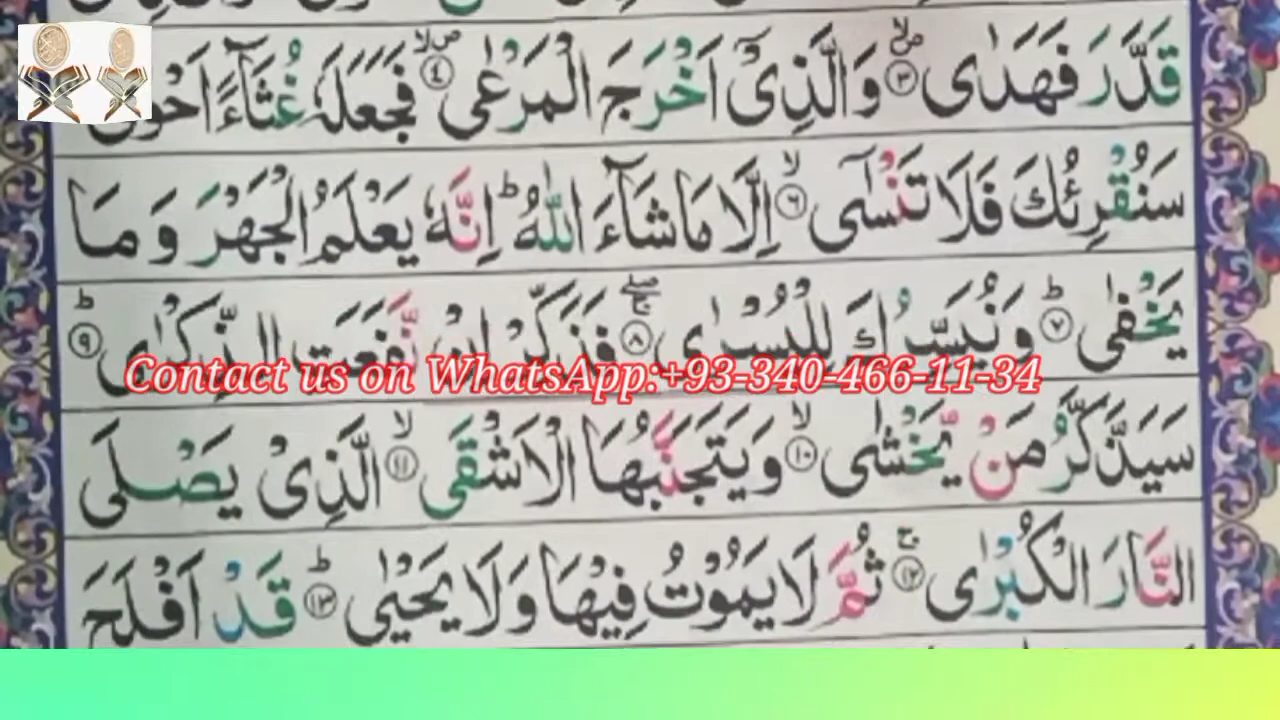 قَدَّرَ فَهَدٰى ۝٣ وَالَّذِیْۤ اَخْرَجَ الْمَرْعٰى ۝٤ فَجَعَلَهٗ غُثَآءً اَحْوٰى
سَنُقْرِئُكَ فَلَا تَنْسٰۤى ۝٦ اِلَّا مَا شَآءَ اللّٰهُ ؕ اِنَّهٗ یَعْلَمُ الْجَهْرَ وَ مَا
یَخْفٰى ۝٧ وَنُیَسِّرُكَ لِلْیُسْرٰى ۝٨ فَذَكِّرْ اِنْ نَّفَعَتِ الذِّكْرٰى ۝٩
Contact us on WhatsApp:+93-340-466-11-34
سَیَذَّكَّرُ مَنْ یَّخْشٰى ۝١٠ وَیَتَجَنَّبُهَا الْاَشْقَى ۝١١ الَّذِیْ یَصْلَى
النَّارَ الْكُبْرٰى ۝١٢ ثُمَّ لَا یَمُوْتُ فِیْهَا وَلَا یَحْیٰى ۝١٣ قَدْ اَفْلَحَ